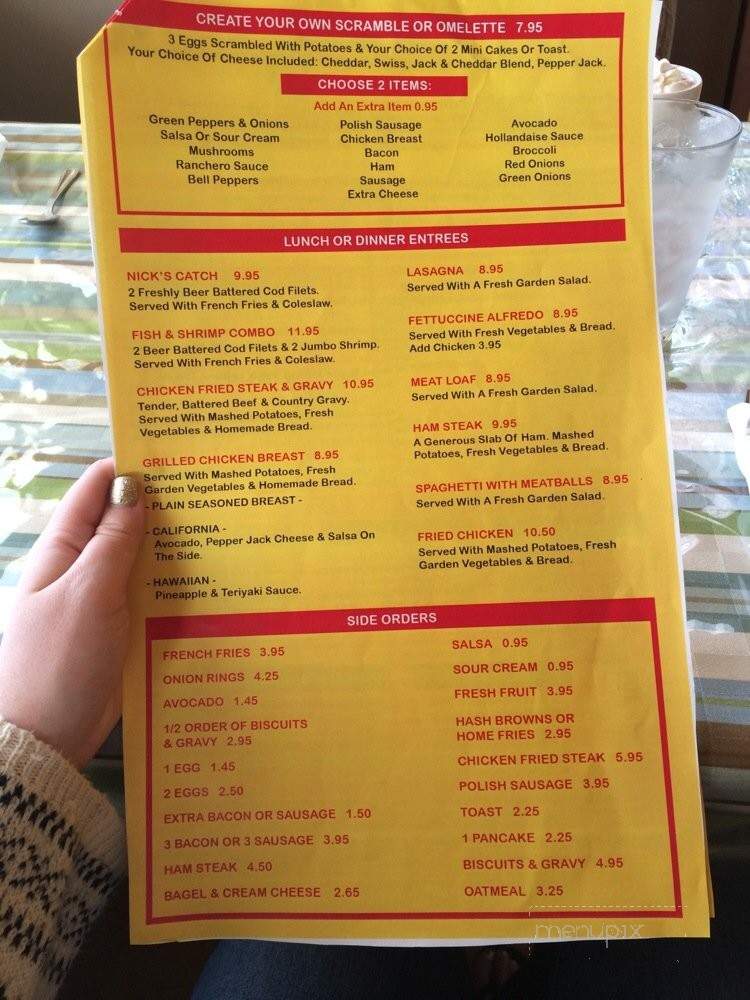 CREATE YOUR OWN SCRAMBLE OR OMELETTE 7.95
3 Eggs Scrambled With Potatoes & Your Choice Of 2 Mini Cakes Or Toast.
Your Choice Of Cheese Included: Cheddar, Swiss, Jack & Cheddar Blend, Pepper Jack.
CHOOSE 2 ITEMS:
Add An Extra Item 0.95
Green Peppers & Onions
Salsa Or Sour Cream
Mushrooms
Ranchero Sauce
Bell Peppers
Polish Sausage
Chicken Breast
Bacon
Ham
Sausage
Extra Cheese
Avocado
Hollandaise Sauce
Broccoli
Red Onions
Green Onions
LUNCH OR DINNER ENTREES
NICK'S CATCH 9.95
2 Freshly Beer Battered Cod Filets.
Served With French Fries & Coleslaw.
FISH & SHRIMP COMBO 11.95
2 Beer Battered Cod Filets & 2 Jumbo Shrimp.
Served With French Fries & Coleslaw.
CHICKEN FRIED STEAK & GRAVY 10.95
Tender, Battered Beef & Country Gravy.
Served With Mashed Potatoes, Fresh
Vegetables & Homemade Bread.
GRILLED CHICKEN BREAST 8.95
Served With Mashed Potatoes, Fresh
Garden Vegetables & Homemade Bread.
- PLAIN SEASONED BREAST -
- CALIFORNIA -
Avocado, Pepper Jack Cheese & Salsa On
The Side.
- HAWAIIAN -
Pineapple & Teriyaki Sauce.
LASAGNA 8.95
Served With A Fresh Garden Salad.
FETTUCCINE ALFREDO 8.95
Served With Fresh Vegetables & Bread.
Add Chicken 3.95
MEAT LOAF 8.95
Served With A Fresh Garden Salad.
HAM STEAK 9.95
A Generous Slab Of Ham. Mashed
Potatoes, Fresh Vegetables & Bread.
SPAGHETTI WITH MEATBALLS 8.95
Served With A Fresh Garden Salad.
FRIED CHICKEN 10.50
Served With Mashed Potatoes, Fresh
Garden Vegetables & Bread.
SIDE ORDERS
FRENCH FRIES 3.95
ONION RINGS 4.25
AVOCADO 1.45
1/2 ORDER OF BISCUITS
& GRAVY 2.95
1 EGG 1.45
2 EGGS 2.50
EXTRA BACON OR SAUSAGE 1.50
3 BACON OR 3 SAUSAGE 3.95
HAM STEAK 4.50
BAGEL & CREAM CHEESE 2.65
SALSA 0.95
SOUR CREAM 0.95
FRESH FRUIT 3.95
HASH BROWNS OR
HOME FRIES 2.95
CHICKEN FRIED STEAK 5.95
POLISH SAUSAGE 3.95
TOAST 2.25
1 PANCAKE 2.25
BISCUITS & GRAVY 4.95
OATMEAL 3.25
menupix